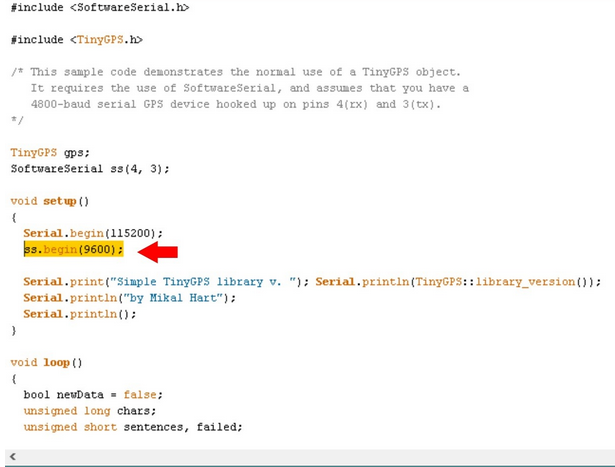 #include <SoftwareSerial.h>
#include <TinyGPS.h>
/* This sample code demonstrates the normal use of a TinyGPS object.
It requires the use of SoftwareSerial, and assumes that you have a
4800-baud serial GPS device hooked up on pins 4(rx) and 3(tx).
*/
TinyGPS gps;
SoftwareSerial ss(4, 3);
void setup()
{
Serial.begin(115200);
ss.begin(9600);
Serial.print("Simple TinyGPS library v. "); Serial.println(TinyGPS::library_version());
Serial.println("by Mikal Hart");
Serial.println();
}
void loop()
{
bool newData = false;
unsigned long chars;
unsigned short sentences, failed;